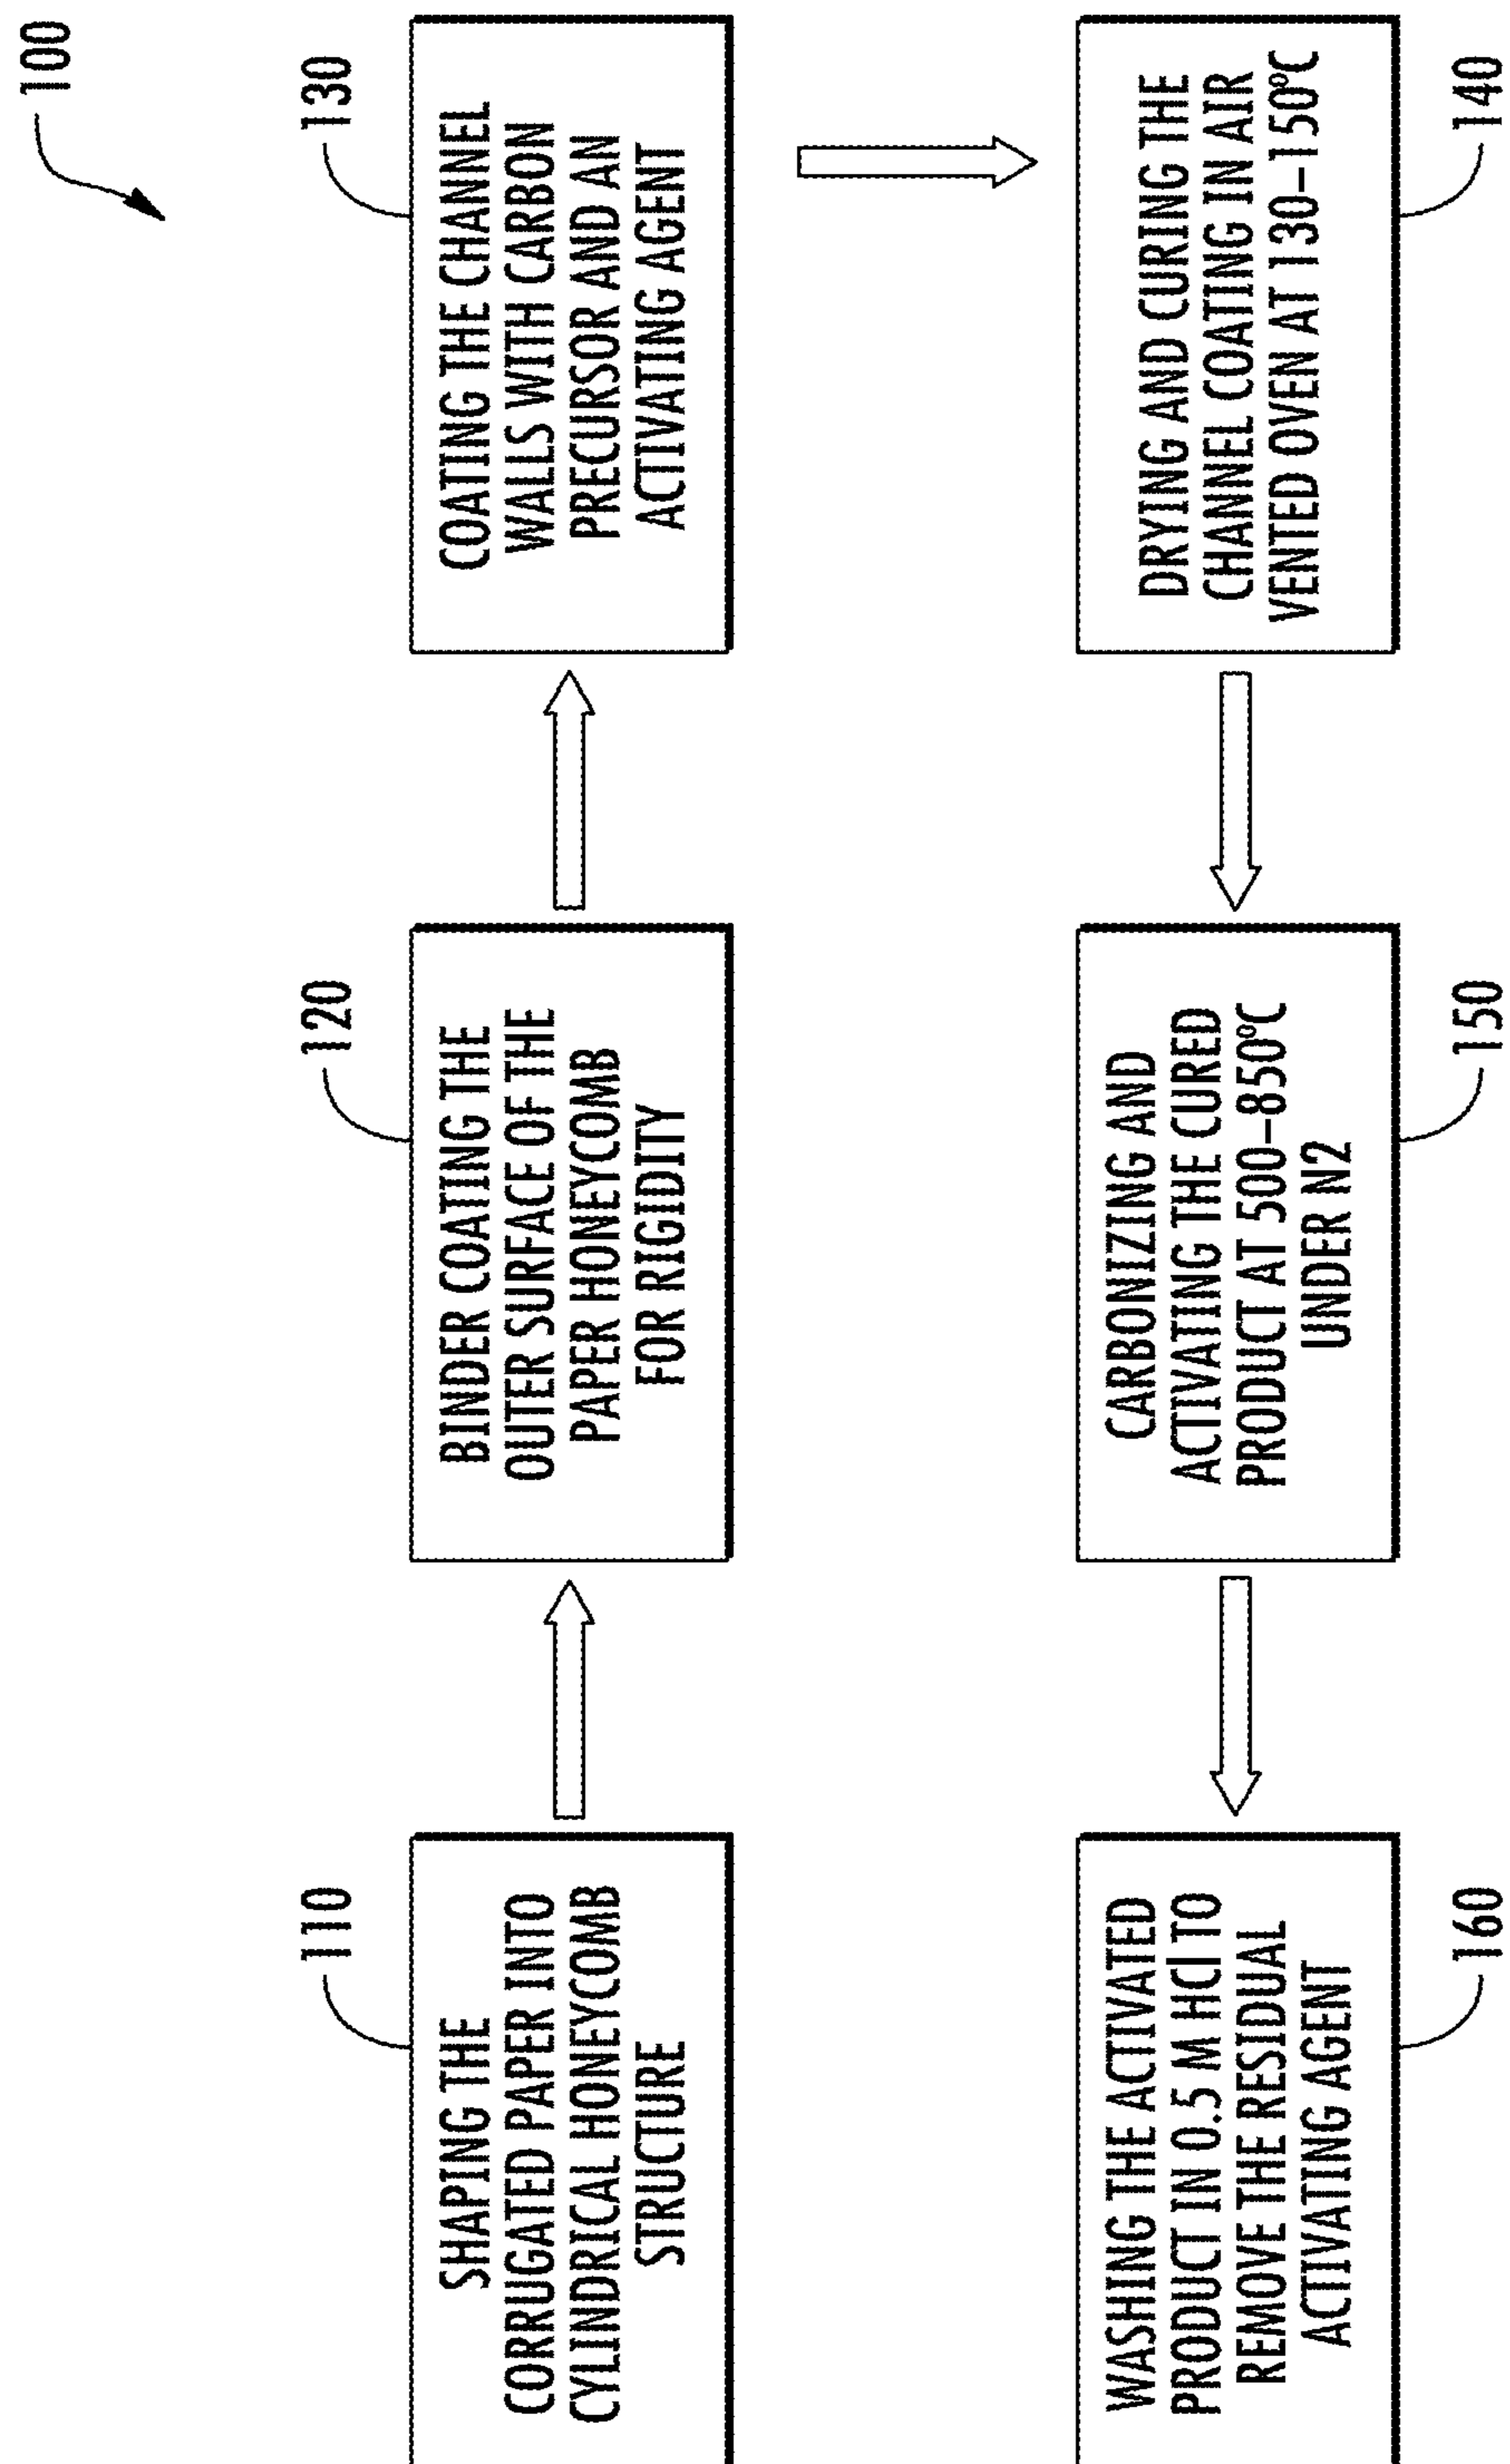 100
110
SHAPING THE
CORRUGATED PAPER INTO
CYLINDRICAL HONEYCOMB
STRUCTURE
120
BINDER COATING THE
OUTER SURFACE OF THE
PAPER HONEYCOMB
FOR RIGIDITY
130
COATING THE CHANNEL
WALLS WITH CARBON
PRECURSOR AND AN
ACTIVATING AGENT
DRYING AND CURING THE
CHANNEL COATING IN AIR
VENTED OVEN AT 130–150°C
140
CARBONIZING AND
ACTIVATING THE CURED
PRODUCT AT 500–850°C
UNDER N2
150
WASHING THE ACTIVATED
PRODUCT IN 0.5 M HCl TO
REMOVE THE RESIDUAL
ACTIVATING AGENT
160